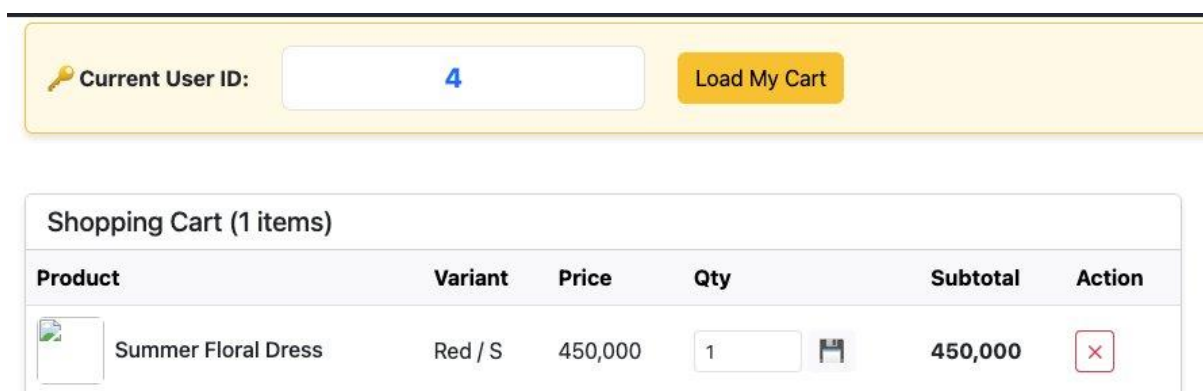 🔑 Current User ID: 4 Load My Cart
Shopping Cart (1 items)
Product Variant Price Qty Subtotal Action
Summer Floral Dress Red / S 450,000 1 💾 450,000 ×